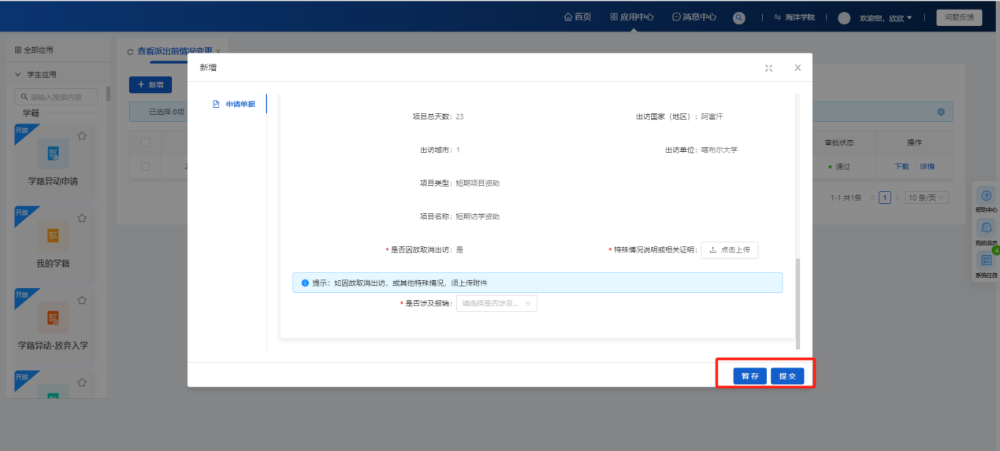 首页 应用中心 消息中心 海洋学院 欢迎您，欣欣 问题反馈
全部应用
查看派出前情况变更
学生应用
新增
申请单据
+ 新增
请输入搜索内容
学籍
已选择 0项
项目总天数：23
出访国家（地区）：阿富汗
开放
学籍异动申请
出访城市：1
出访单位：喀布尔大学
审批状态 操作
2
通过 下载 详情
项目类型：短期项目资助
1-1 共1条 < 1 > 10 条/页
项目名称：短期访学资助
开放
我的学籍
* 是否因故取消出访：是
* 特殊情况说明或相关证明： 点击上传
提示：如因故取消出访，或其他特殊情况，须上传附件
* 是否涉及报销： 请选择是否涉及...
开放
学籍异动-放弃入学
开放
暂存 提交
帮助中心
我的消息
4
系统任务